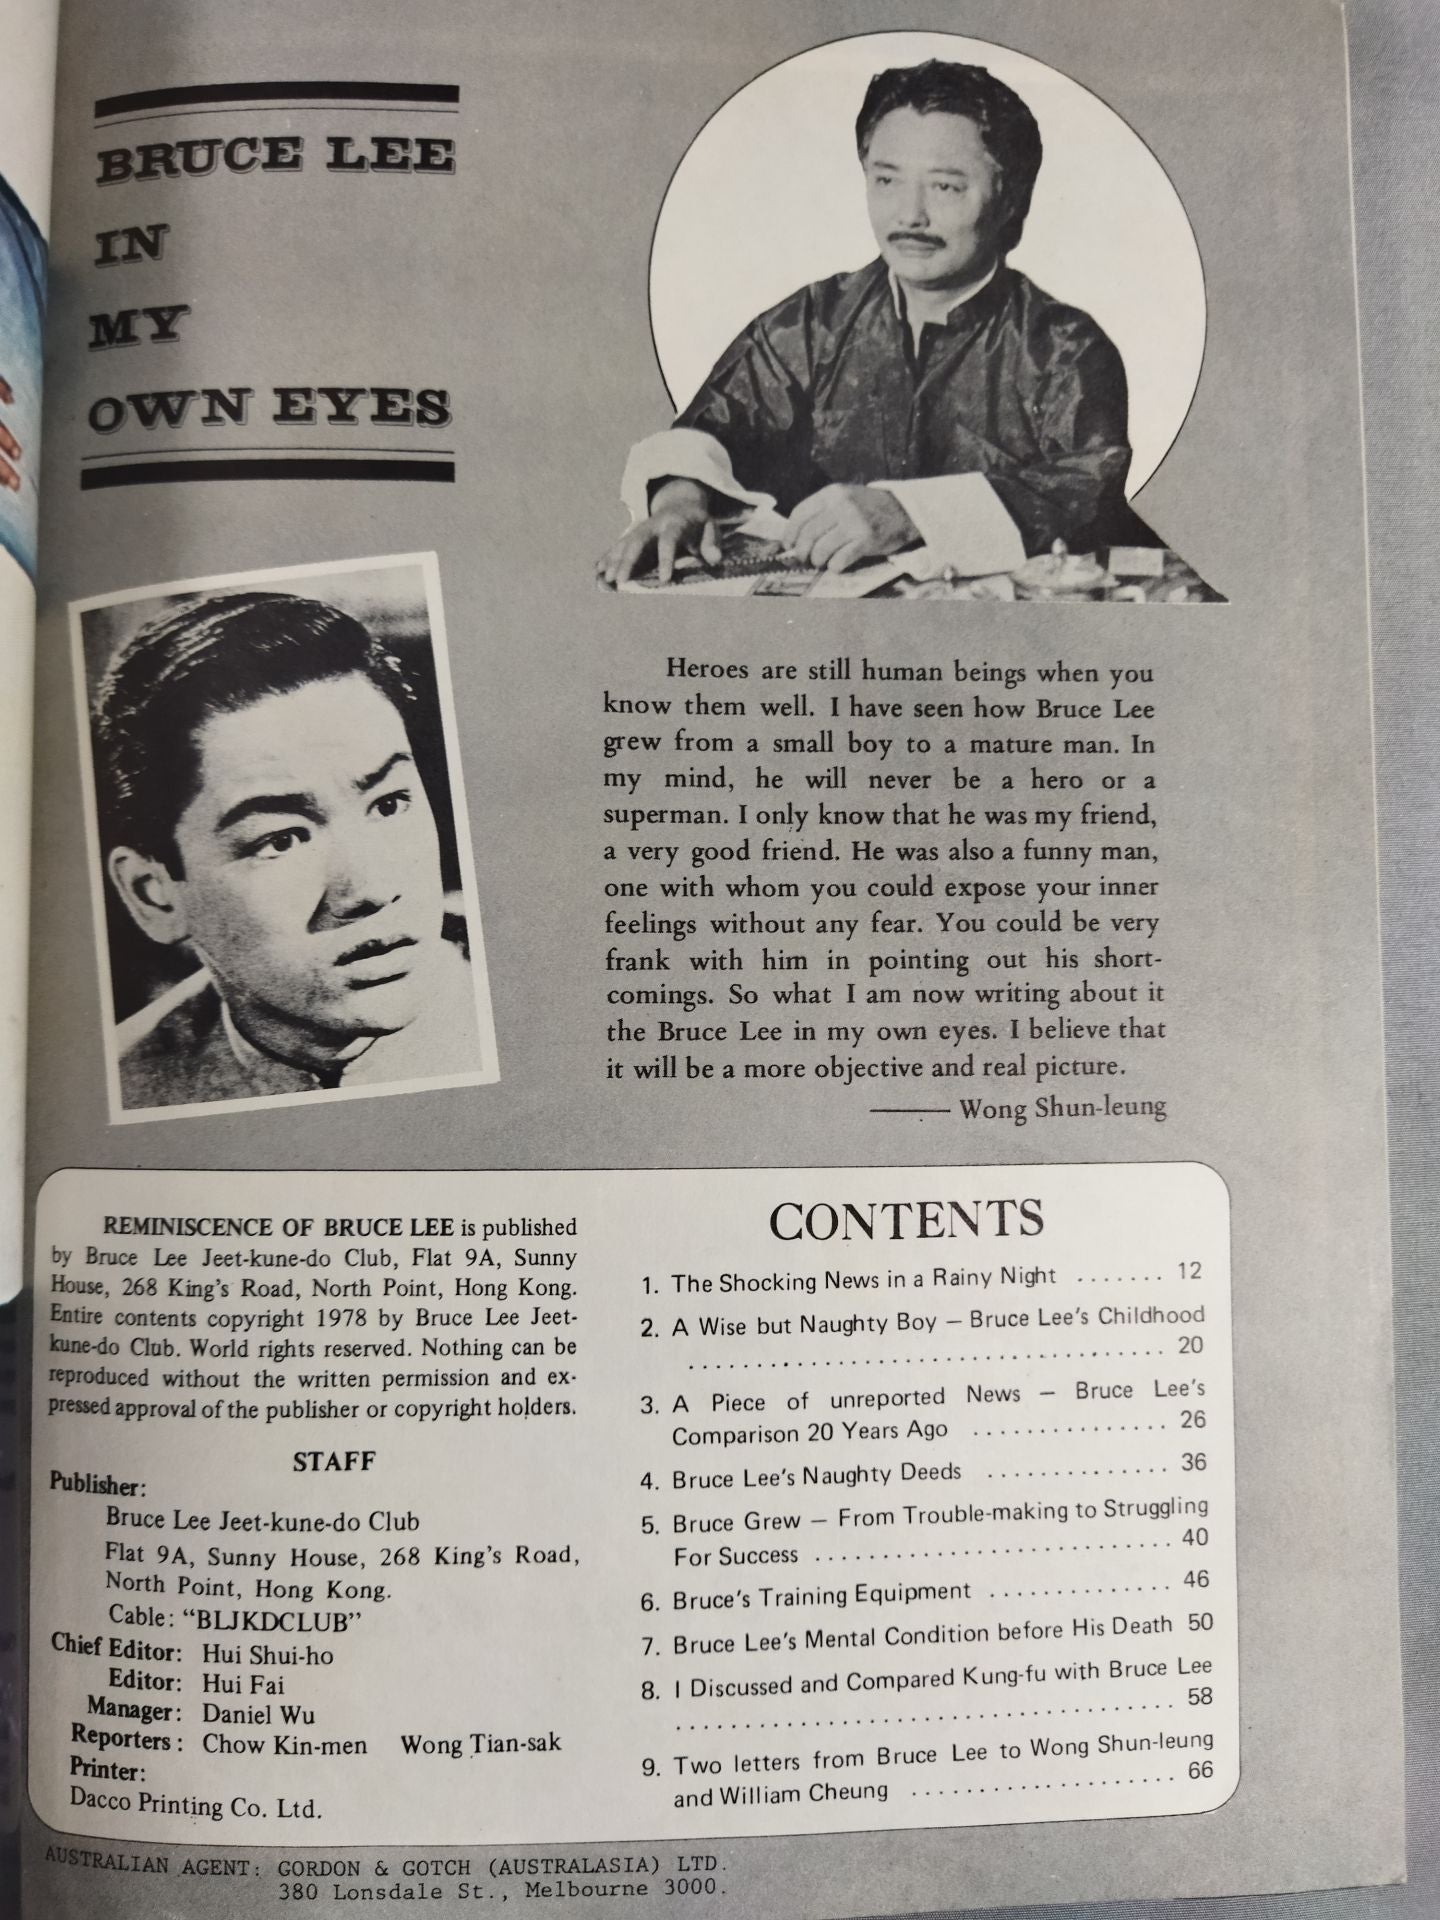 BRUCE LEE
IN
MY
OWN EYES
Heroes are still human beings when you
know them well. I have seen how Bruce Lee
grew from a small boy to a mature man. In
my mind, he will never be a hero or a
superman. I only know that he was my friend,
a very good friend. He was also a funny man,
one with whom you could expose your inner
feelings without any fear. You could be very
frank with him in pointing out his short-
comings. So what I am now writing about it
the Bruce Lee in my own eyes. I believe that
it will be a more objective and real picture.
—— Wong Shun-leung
REMINISCENCE OF BRUCE LEE is published
by Bruce Lee Jeet-kune-do Club, Flat 9A, Sunny
House, 268 King's Road, North Point, Hong Kong.
Entire contents copyright 1978 by Bruce Lee Jeet-
kune-do Club. World rights reserved. Nothing can be
reproduced without the written permission and ex-
pressed approval of the publisher or copyright holders.
STAFF
Publisher:
Bruce Lee Jeet-kune-do Club
Flat 9A, Sunny House, 268 King's Road,
North Point, Hong Kong.
Cable: "BLJKDCLUB"
Chief Editor: Hui Shui-ho
Editor: Hui Fai
Manager: Daniel Wu
Reporters: Chow Kin-men Wong Tian-sak
Printer:
Dacco Printing Co. Ltd.
CONTENTS
1. The Shocking News in a Rainy Night ....... 12
2. A Wise but Naughty Boy – Bruce Lee's Childhood
.................................... 20
3. A Piece of unreported News – Bruce Lee's
Comparison 20 Years Ago ............... 26
4. Bruce Lee's Naughty Deeds .............. 36
5. Bruce Grew – From Trouble-making to Struggling
For Success ........................... 40
6. Bruce's Training Equipment .............. 46
7. Bruce Lee's Mental Condition before His Death 50
8. I Discussed and Compared Kung-fu with Bruce Lee
..................................... 58
9. Two letters from Bruce Lee to Wong Shun-leung
and William Cheung .................... 66
AUSTRALIAN AGENT: GORDON & GOTCH (AUSTRALASIA) LTD.
380 Lonsdale St., Melbourne 3000.